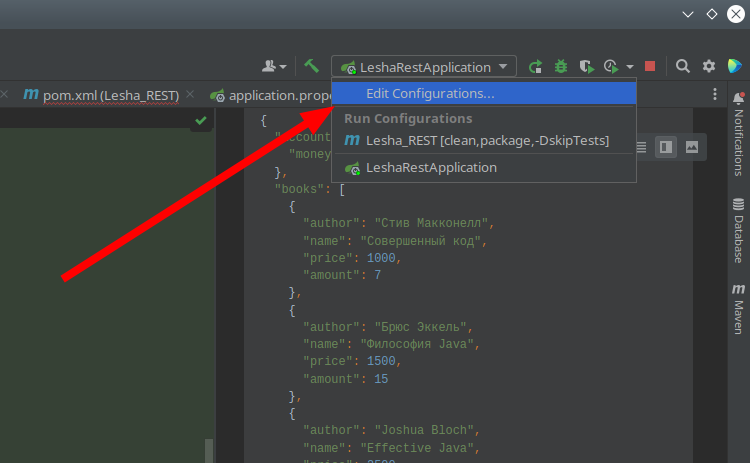 LeshaRestApplication
m pom.xml (Lesha_REST)
application.prope
Edit Configurations...
Run Configurations
m Lesha_REST [clean,package,-DskipTests]
LeshaRestApplication
Notifications
Database
m Maven
{
"money
},
"books": [
{
"author": "Стив Макконелл",
"name": "Совершенный код",
"price": 1000,
"amount": 7
},
{
"author": "Брюс Эккель",
"name": "Философия Java",
"price": 1500,
"amount": 15
},
{
"author": "Joshua Bloch",
"name": "Effective Java",